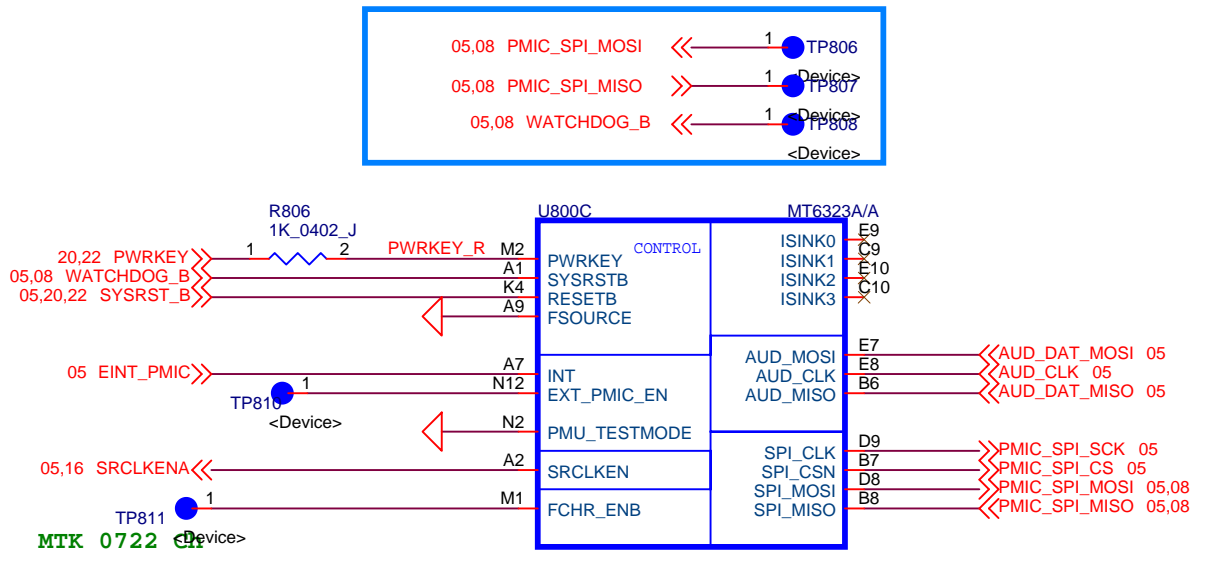 05,08 PMIC_SPI_MOSI 1 TP806
<Device>
05,08 PMIC_SPI_MISO 1 TP807
<Device>
05,08 WATCHDOG_B 1 TP808
<Device>
R806 U800C MT6323A/A
1K_0402_J
20,22 PWRKEY 1 2 PWRKEY_R M2 PWRKEY CONTROL ISINK0 E9
05,08 WATCHDOG_B A1 SYSRSTB ISINK1 C9
05,20,22 SYSRST_B K4 RESETB ISINK2 E10
A9 FSOURCE ISINK3 C10
05 EINT_PMIC A7 INT AUD_MOSI E7 AUD_DAT_MOSI 05
TP810 1 N12 EXT_PMIC_EN AUD_CLK E8 AUD_CLK 05
<Device> AUD_MISO B6 AUD_DAT_MISO 05
N2 PMU_TESTMODE
SPI_CLK D9 PMIC_SPI_SCK 05
05,16 SRCLKENA A2 SRCLKEN SPI_CSN B7 PMIC_SPI_CS 05
SPI_MOSI D8 PMIC_SPI_MOSI 05,08
TP811 1 M1 FCHR_ENB SPI_MISO B8 PMIC_SPI_MISO 05,08
<Device>
MTK 0722 CR